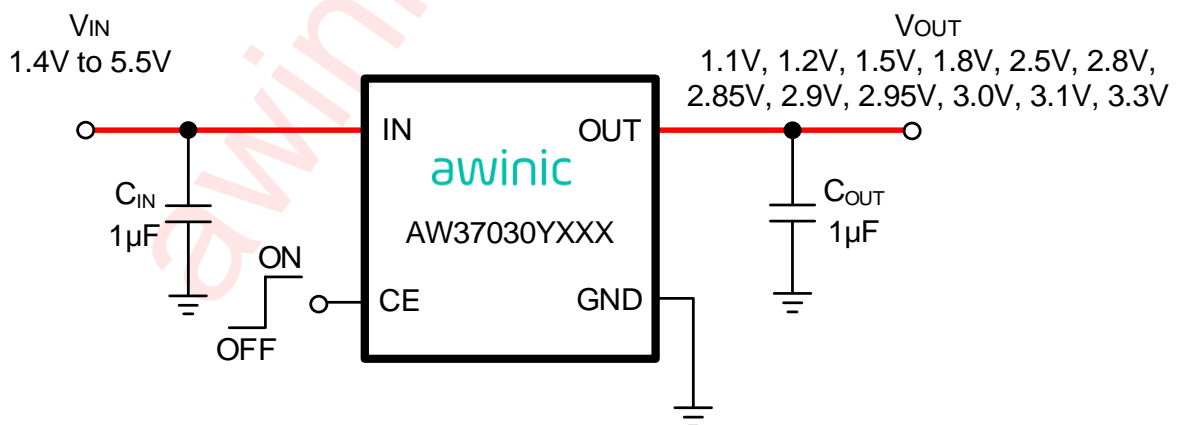 VIN
1.4V to 5.5V
VOUT
1.1V, 1.2V, 1.5V, 1.8V, 2.5V, 2.8V,
2.85V, 2.9V, 2.95V, 3.0V, 3.1V, 3.3V
IN
OUT
awinic
AW37030YXXX
CIN
1µF
COUT
1µF
ON
OFF
CE
GND
awini